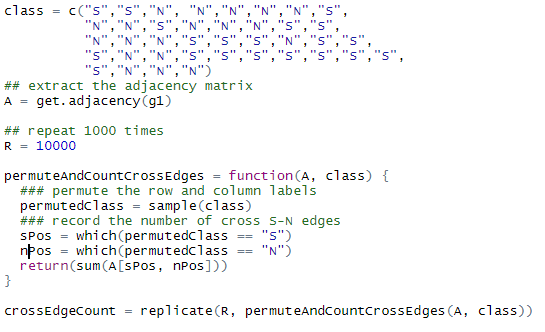 class = c("S","S","N", "N","N","N","N","S",
"N","N","S","N","N","N","S","S",
"N","N","N","S","S","S","N","S","S",
"S","N","N","S","S","S","S","S","S","S",
"S","N","N","N")
## extract the adjacency matrix
A = get.adjacency(g1)
## repeat 1000 times
R = 10000
permuteAndCountCrossEdges = function(A, class) {
### permute the row and column labels
permutedClass = sample(class)
### record the number of cross S-N edges
sPos = which(permutedClass == "S")
nPos = which(permutedClass == "N")
return(sum(A[sPos, nPos]))
}
crossEdgeCount = replicate(R, permuteAndCountCrossEdges(A, class))